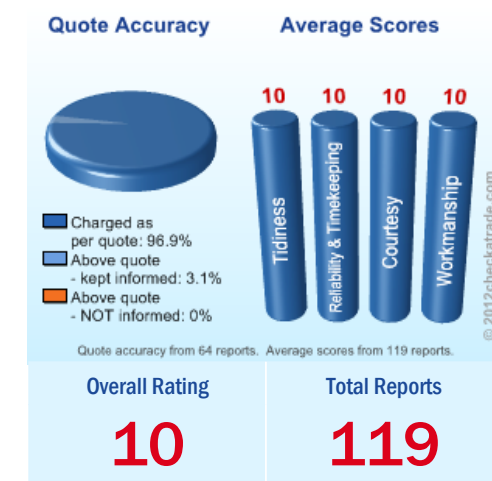 Quote Accuracy
Average Scores
10 10 10 10
Tidiness
Reliability & Timekeeping
Courtesy
Workmanship
Charged as
per quote: 96.9%
Above quote
- kept informed: 3.1%
Above quote
- NOT informed: 0%
© 2012checkatrade.com
Quote accuracy from 64 reports. Average scores from 119 reports.
Overall Rating
Total Reports
10
119